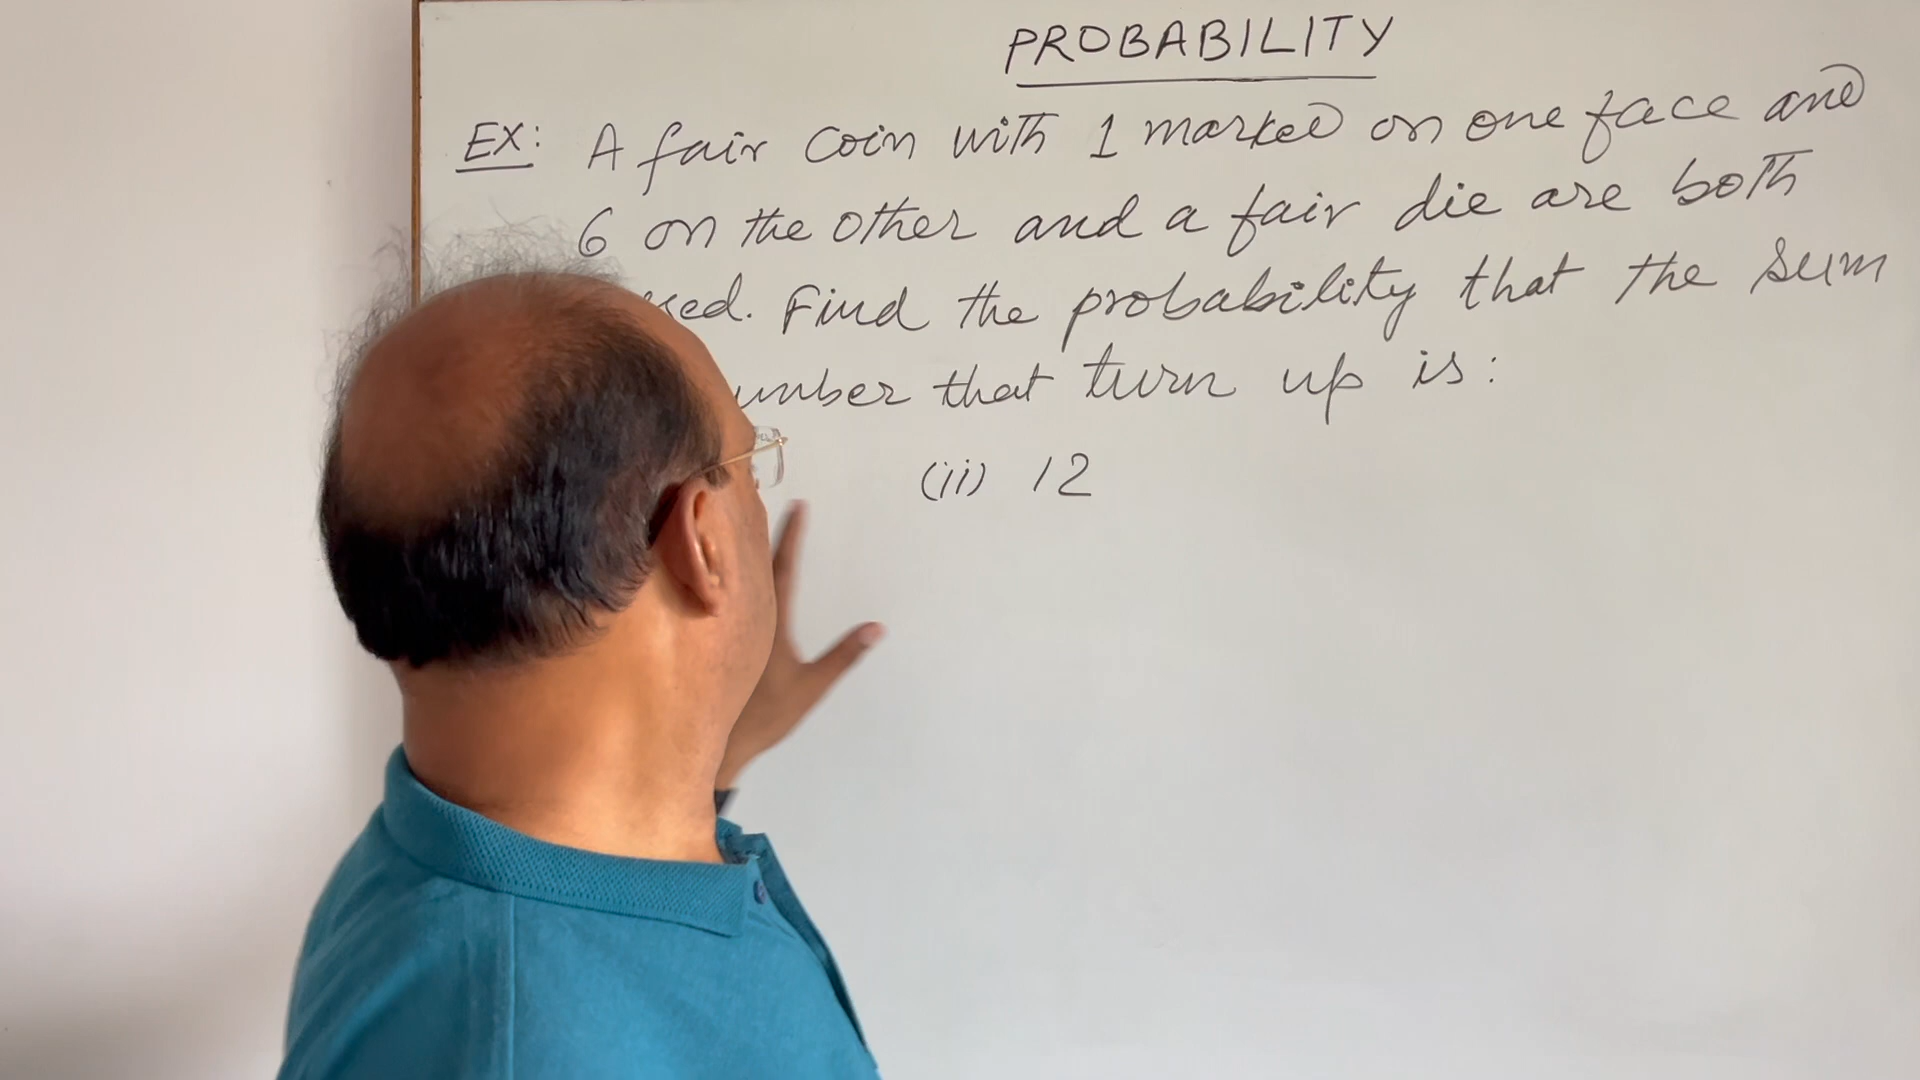 PROBABILITY
EX: A fair coin with 1 marked on one face and
6 on the other and a fair die are both
Find the probability that the sum
that turn up is:
(ii) 12